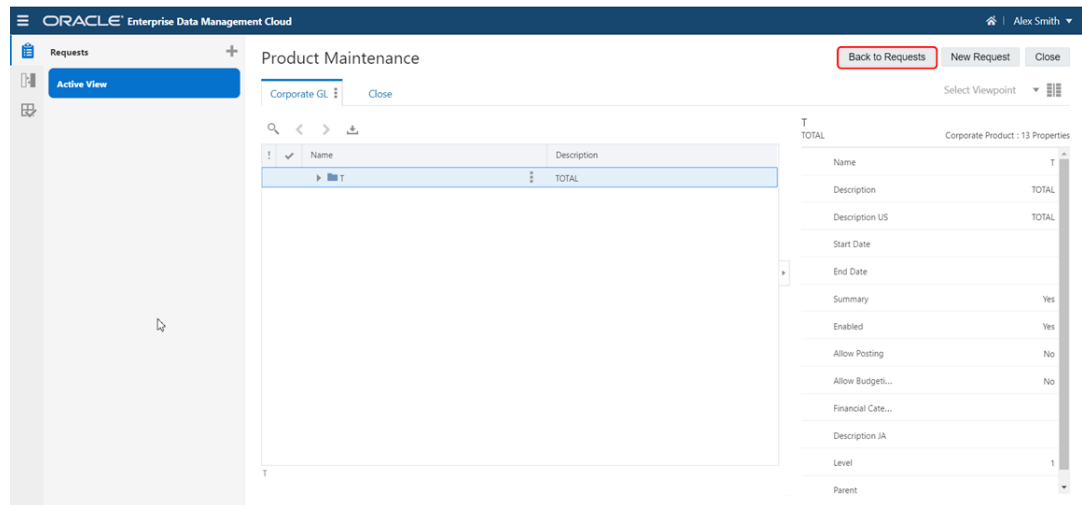 ORACLE Enterprise Data Management Cloud
Alex Smith
Requests
Active View
Product Maintenance
Back to Requests
New Request
Close
Corporate GL
Close
Select Viewpoint
Name
Description
T
TOTAL
T
T
TOTAL
Corporate Product : 13 Properties
Name T
Description TOTAL
Description US TOTAL
Start Date
End Date
Summary Yes
Enabled Yes
Allow Posting No
Allow Budgeti... No
Financial Cate...
Description JA
Level 1
Parent